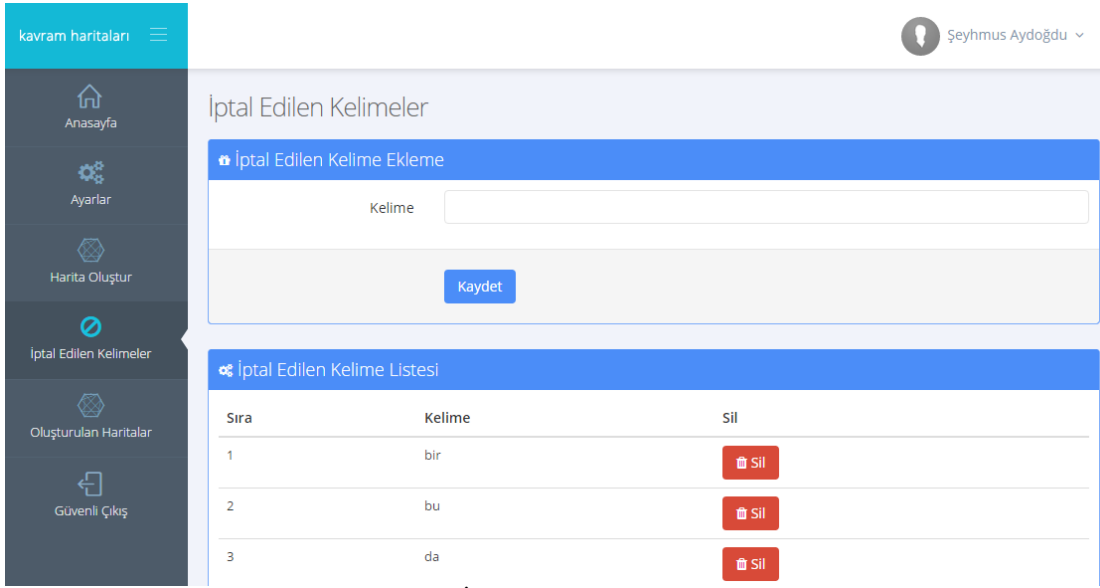 kavram haritaları
Şeyhmus Aydoğdu
Anasayfa
Ayarlar
Harita Oluştur
İptal Edilen Kelimeler
Oluşturulan Haritalar
Güvenli Çıkış
İptal Edilen Kelimeler
İptal Edilen Kelime Ekleme
Kelime
Kaydet
İptal Edilen Kelime Listesi
Sıra Kelime Sil
1 bir Sil
2 bu Sil
3 da Sil